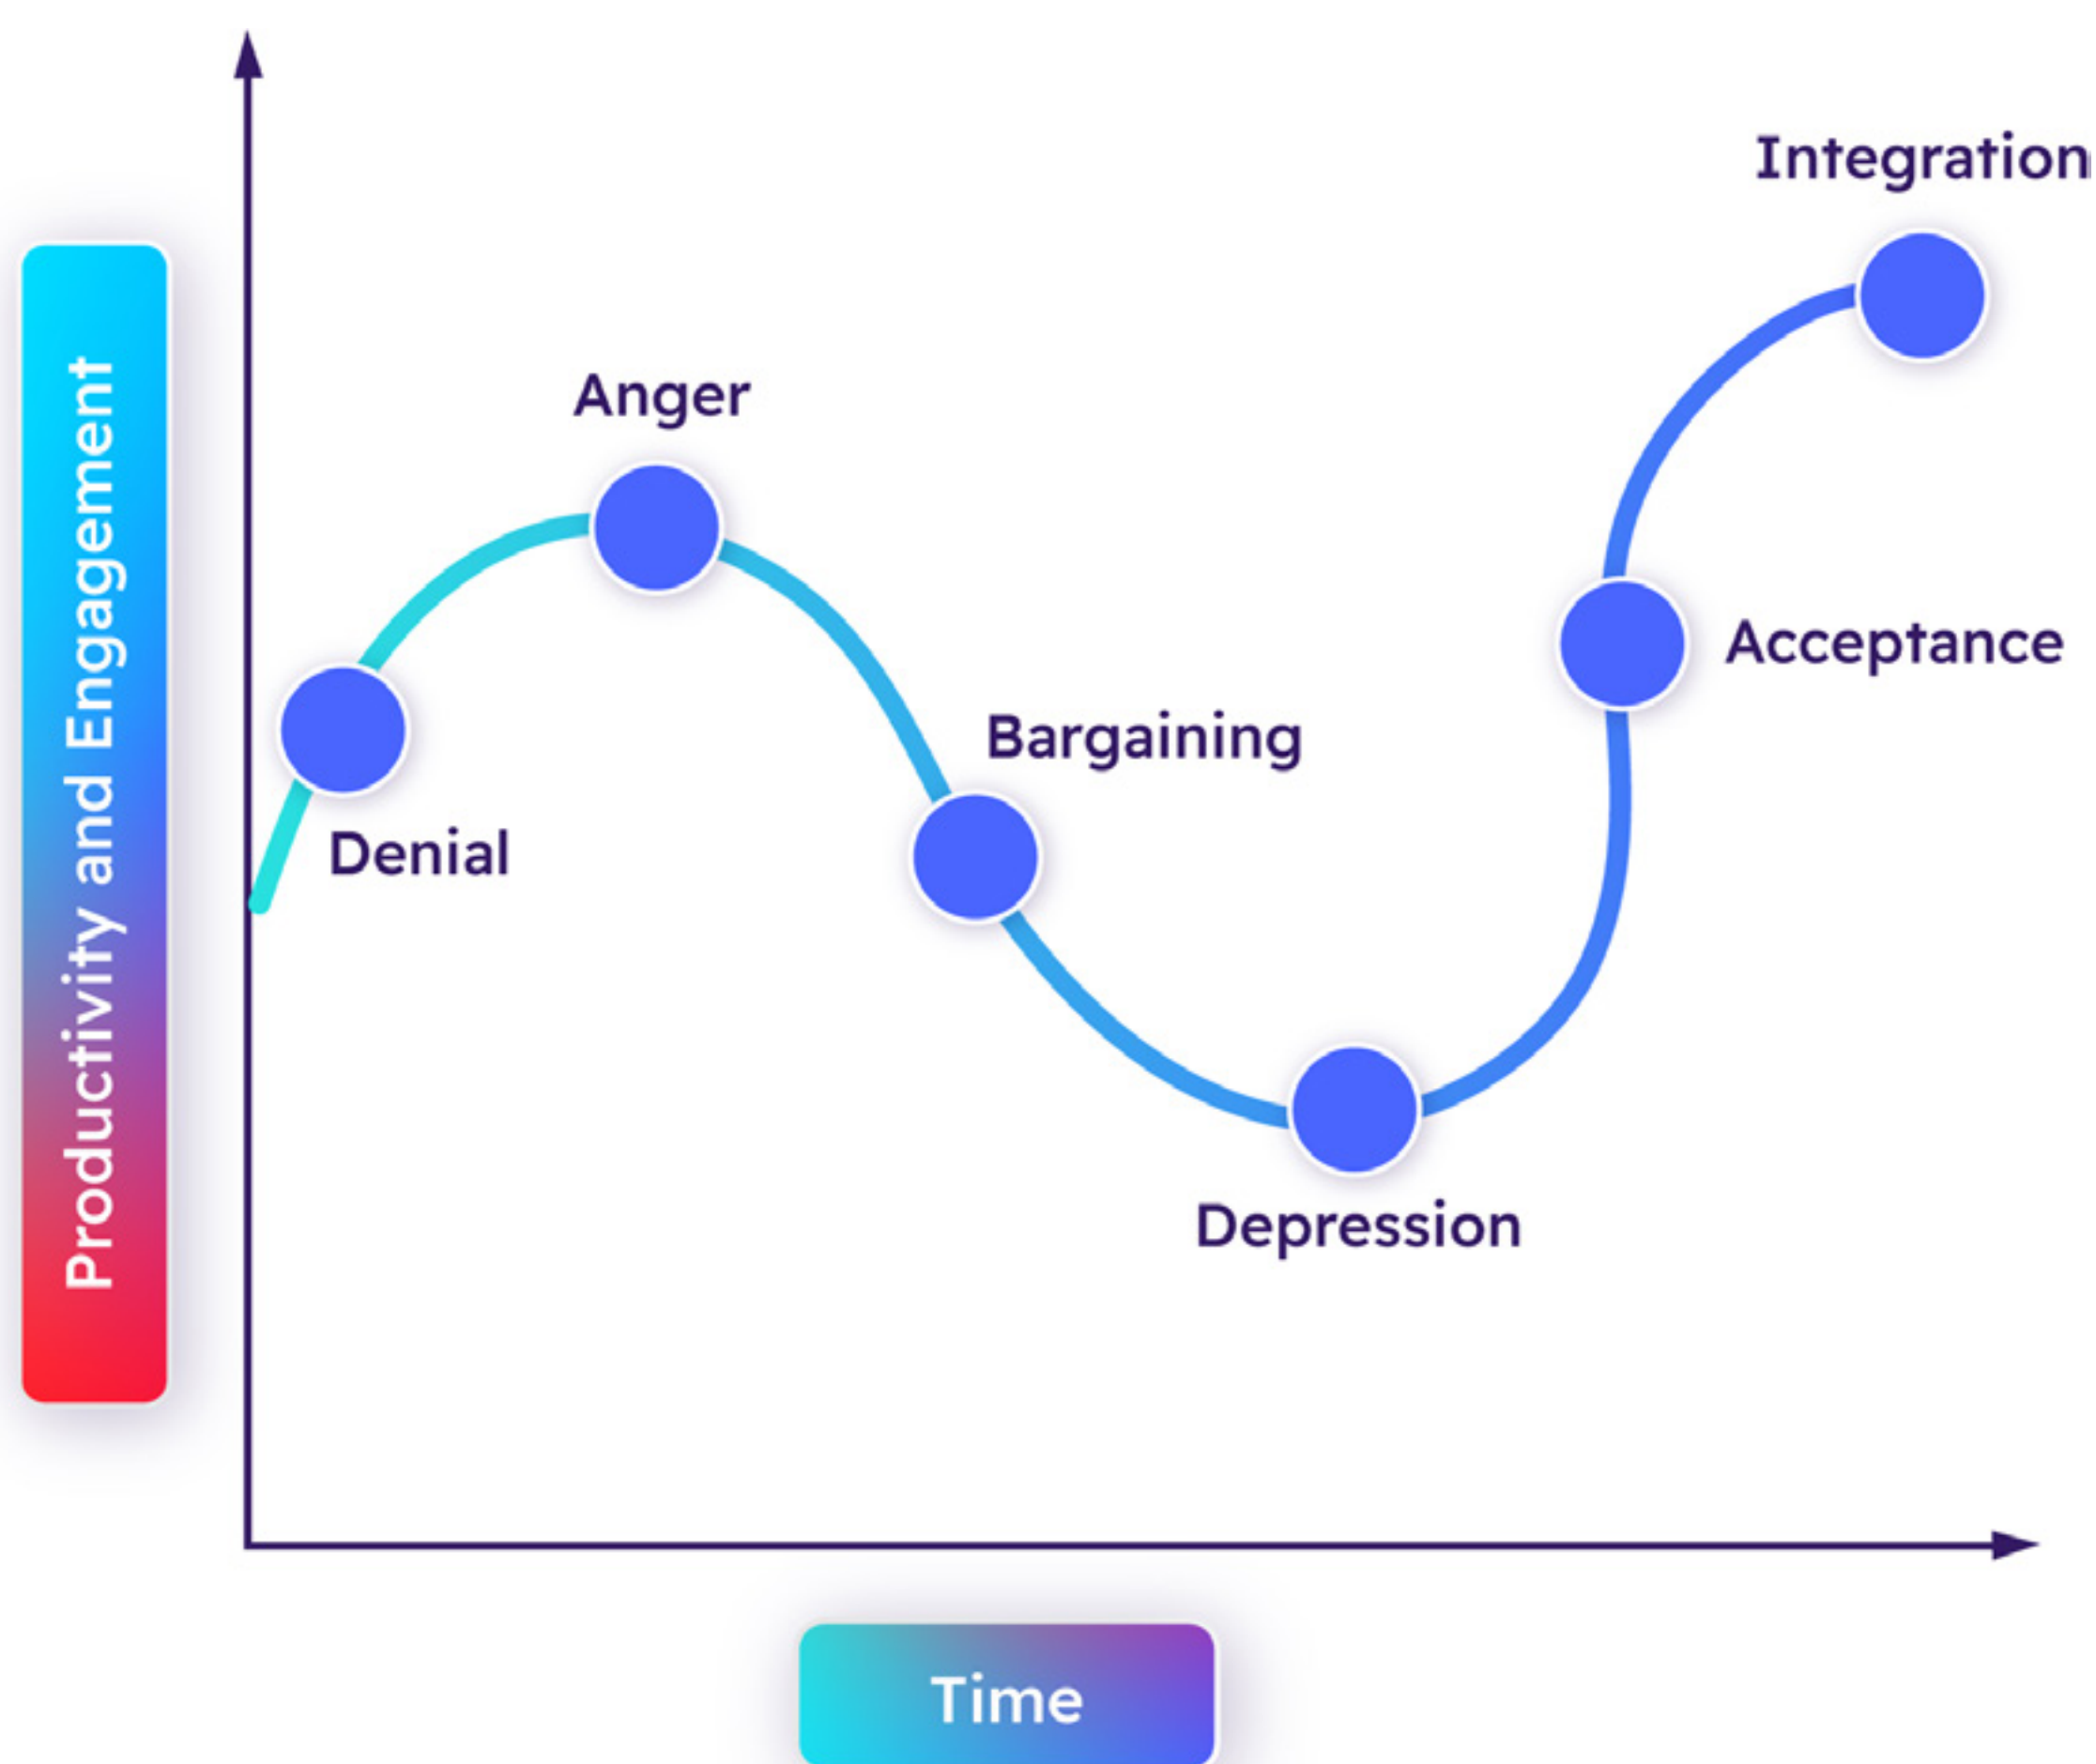 Integration
Anger
Acceptance
Bargaining
Denial
Depression
Productivity and Engagement
Time